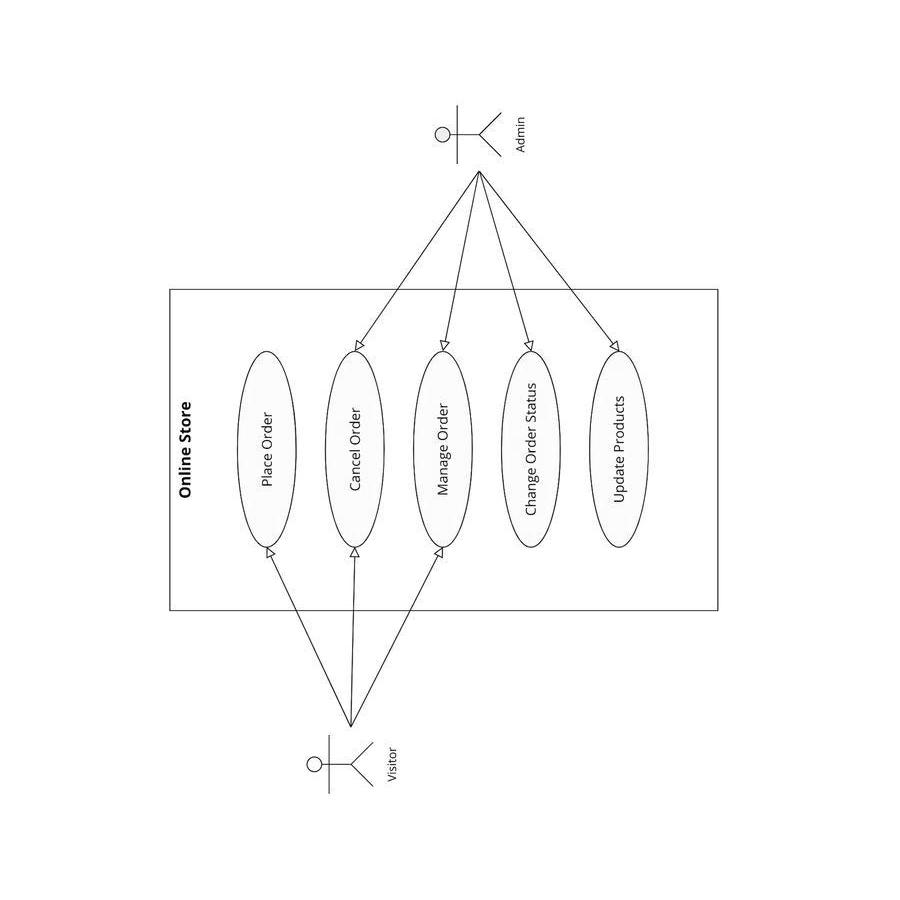 Online Store
Place Order
Cancel Order
Manage Order
Change Order Status
Update Products
Visitor
Admin